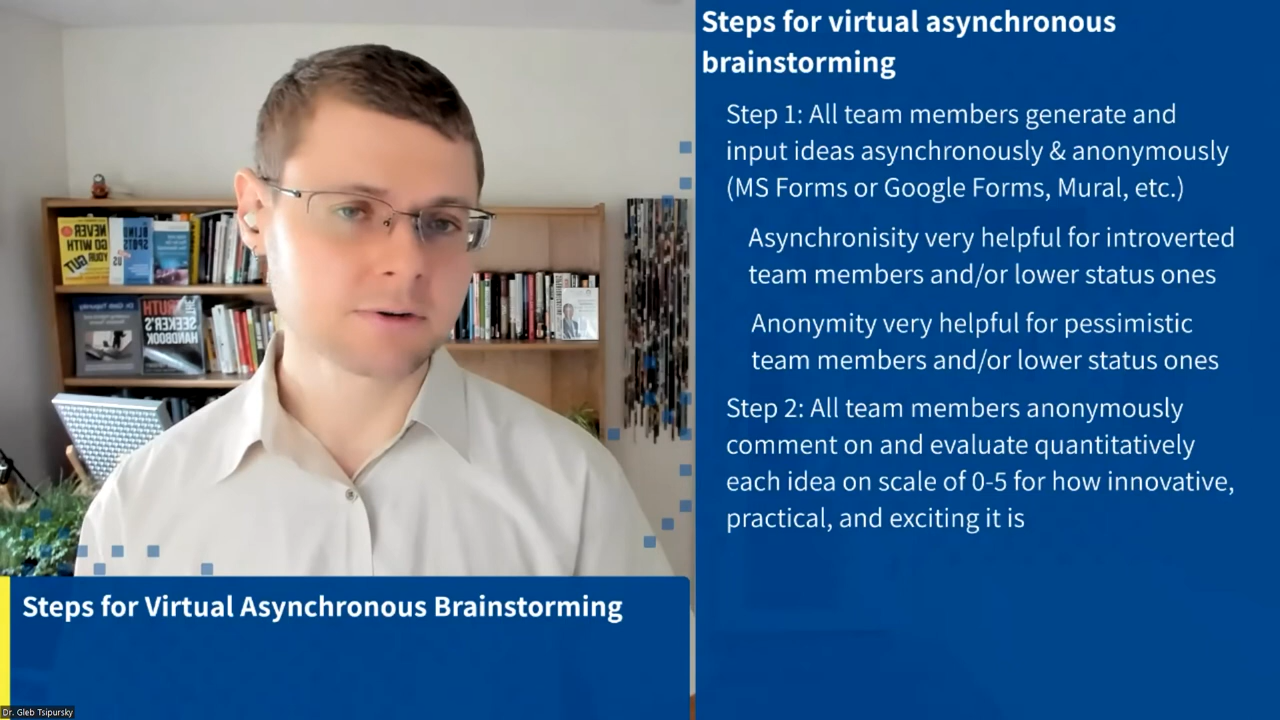 Steps for virtual asynchronous
brainstorming
Step 1: All team members generate and
input ideas asynchronously & anonymously
(MS Forms or Google Forms, Mural, etc.)
Asynchronisity very helpful for introverted
team members and/or lower status ones
Anonymity very helpful for pessimistic
team members and/or lower status ones
Step 2: All team members anonymously
comment on and evaluate quantitatively
each idea on scale of 0-5 for how innovative,
practical, and exciting it is
NEVER
GO WITH
YOUR
GUT
BLIND
SPOTS
Dr. Gleb Tsipursky
TRUTH
SEEKER'S
HANDBOOK
Steps for Virtual Asynchronous Brainstorming
Dr. Gleb Tsipursky